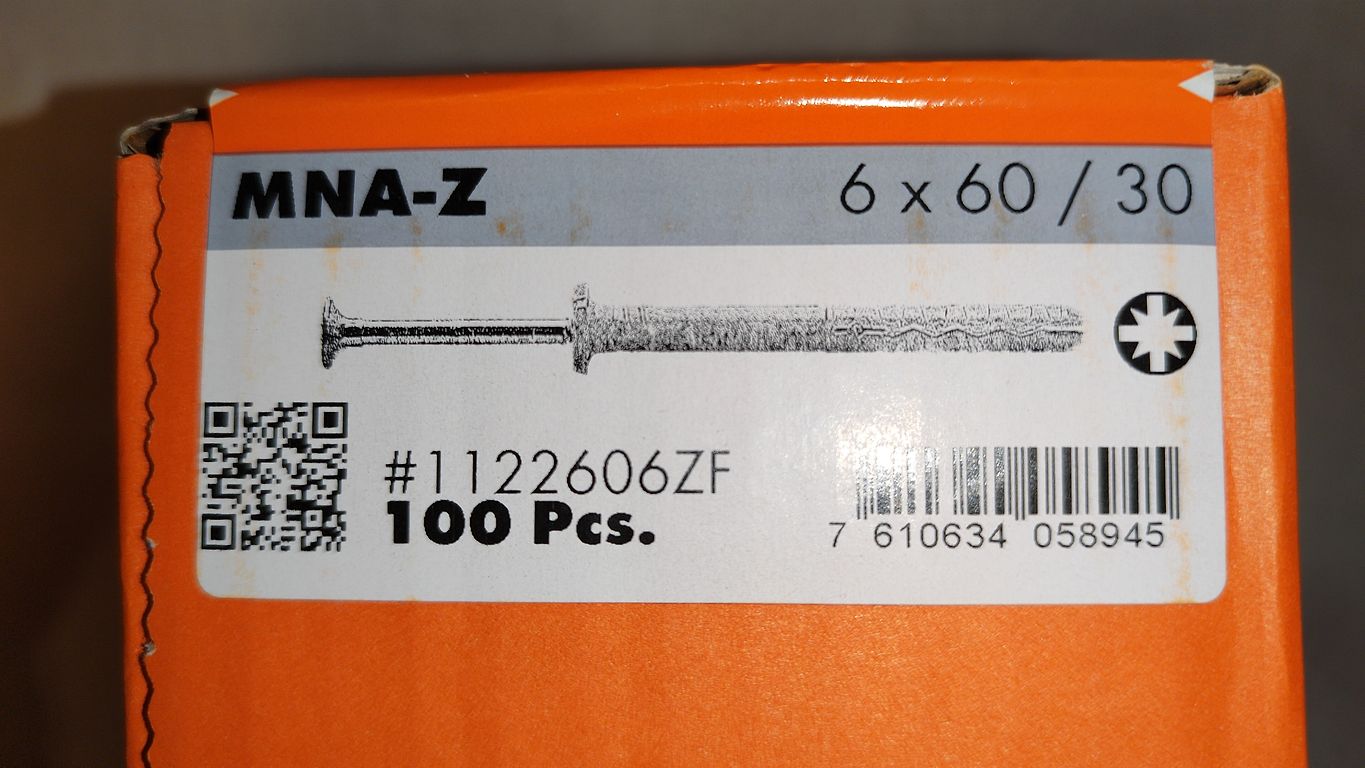 MNA-Z 6 x 60 / 30
#1122606ZF
100 Pcs.
7 610634 058945